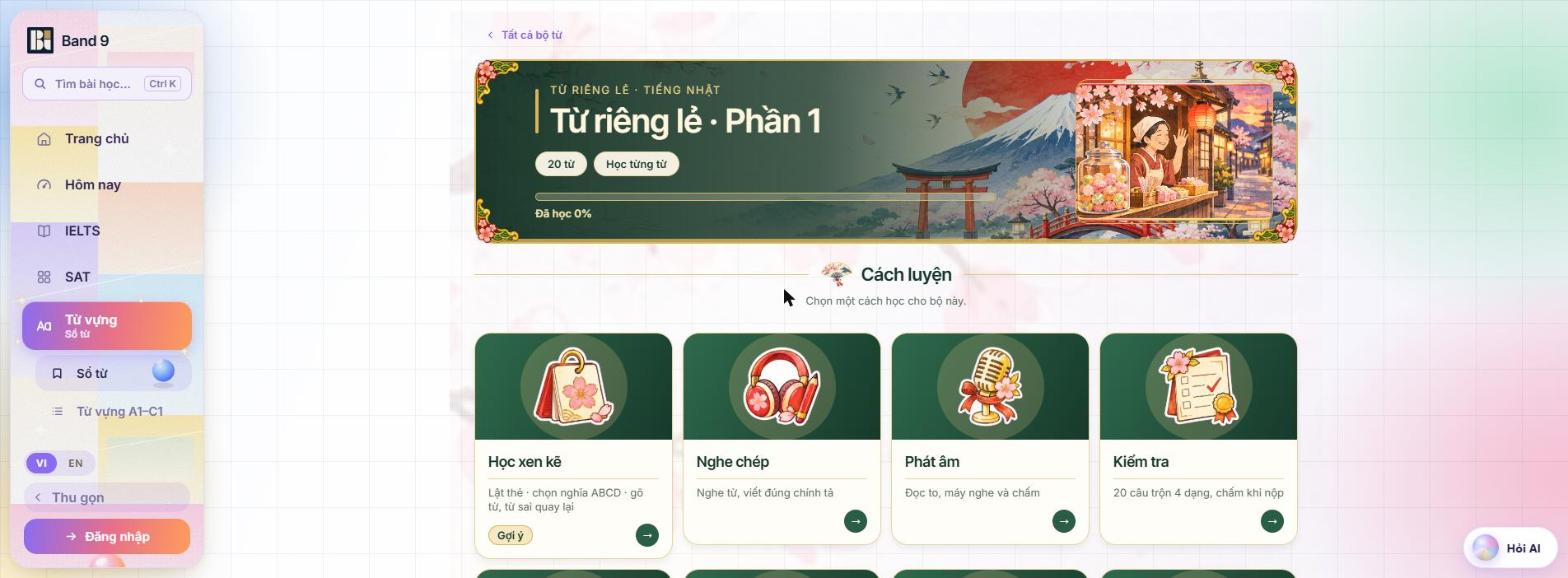 Band 9
Tìm bài học... Ctrl K
Trang chủ
Hôm nay
IELTS
SAT
Từ vựng
Sổ từ
Sổ từ
Từ vựng A1–C1
VI EN
Thu gọn
Đăng nhập
Tất cả bộ từ
TỪ RIÊNG LẺ · TIẾNG NHẬT
Từ riêng lẻ · Phần 1
20 từ Học từng từ
Đã học 0%
Cách luyện
Chọn một cách học cho bộ này.
Học xen kẽ
Lật thẻ · chọn nghĩa ABCD · gõ
từ, từ sai quay lại
Gợi ý
Nghe chép
Nghe từ, viết đúng chính tả
Phát âm
Đọc to, máy nghe và chấm
Kiểm tra
20 câu trộn 4 dạng, chấm khi nộp
Hỏi AI